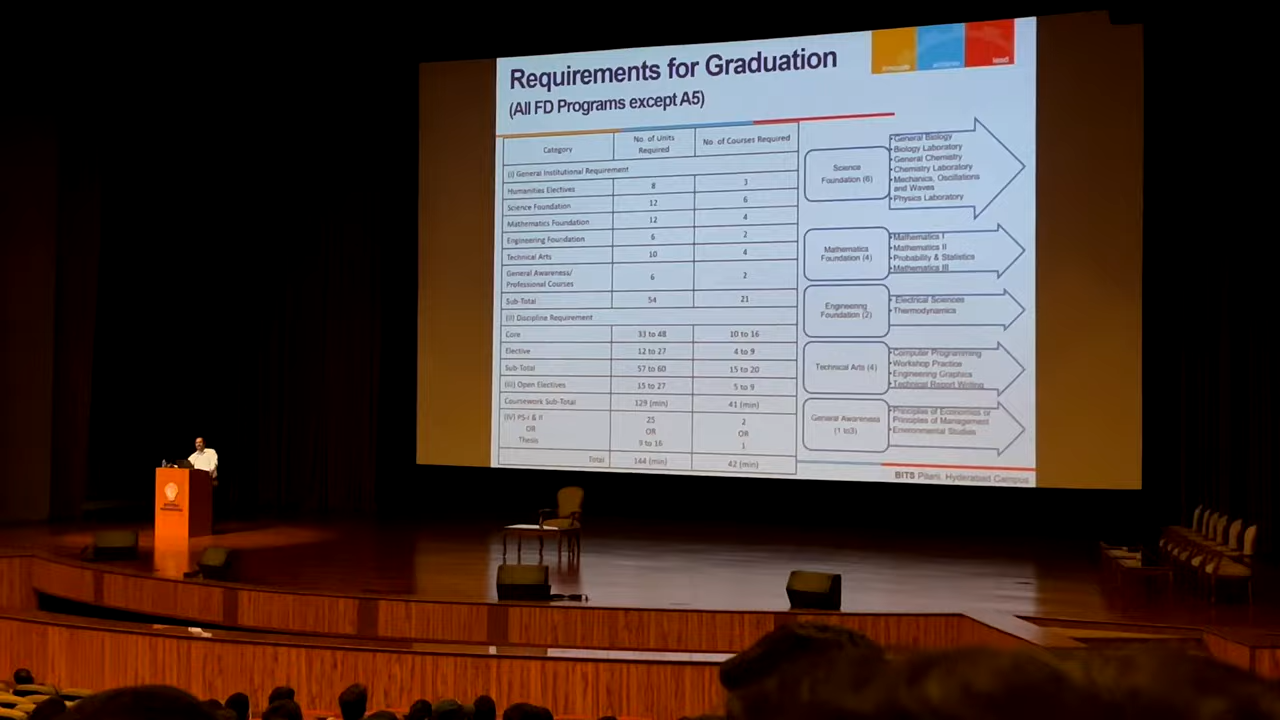 Requirements for Graduation
(All FD Programs except A5)
innovate achieve lead
Category No. of Units Required No. of Courses Required
(I) General Institutional Requirement
Humanities Electives 8 3
Science Foundation 12 6
Mathematics Foundation 12 4
Engineering Foundation 6 2
Technical Arts 10 4
General Awareness/ Professional Courses 6 2
Sub-Total 54 21
(II) Discipline Requirement
Core 33 to 48 10 to 16
Elective 12 to 27 4 to 9
Sub-Total 57 to 60 15 to 20
(III) Open Electives 15 to 27 5 to 9
Coursework Sub-Total 129 (min) 41 (min)
(IV) PS-I & II 25 2
OR OR OR
Thesis 9 to 16 1
Total 144 (min) 42 (min)
Science
Foundation (6)
•General Biology
•Biology Laboratory
•General Chemistry
•Chemistry Laboratory
•Mechanics, Oscillations
and Waves
•Physics Laboratory
Mathematics
Foundation (4)
•Mathematics I
•Mathematics II
•Probability & Statistics
•Mathematics III
Engineering
Foundation (2)
• Electrical Sciences
•Thermodynamics
Technical Arts (4)
•Computer Programming
•Workshop Practice
•Engineering Graphics
•Technical Report Writing
General Awareness
(1 to3)
•Principles of Economics or
Principles of Management
•Environmental Studies
BITS Pilani, Hyderabad Campus